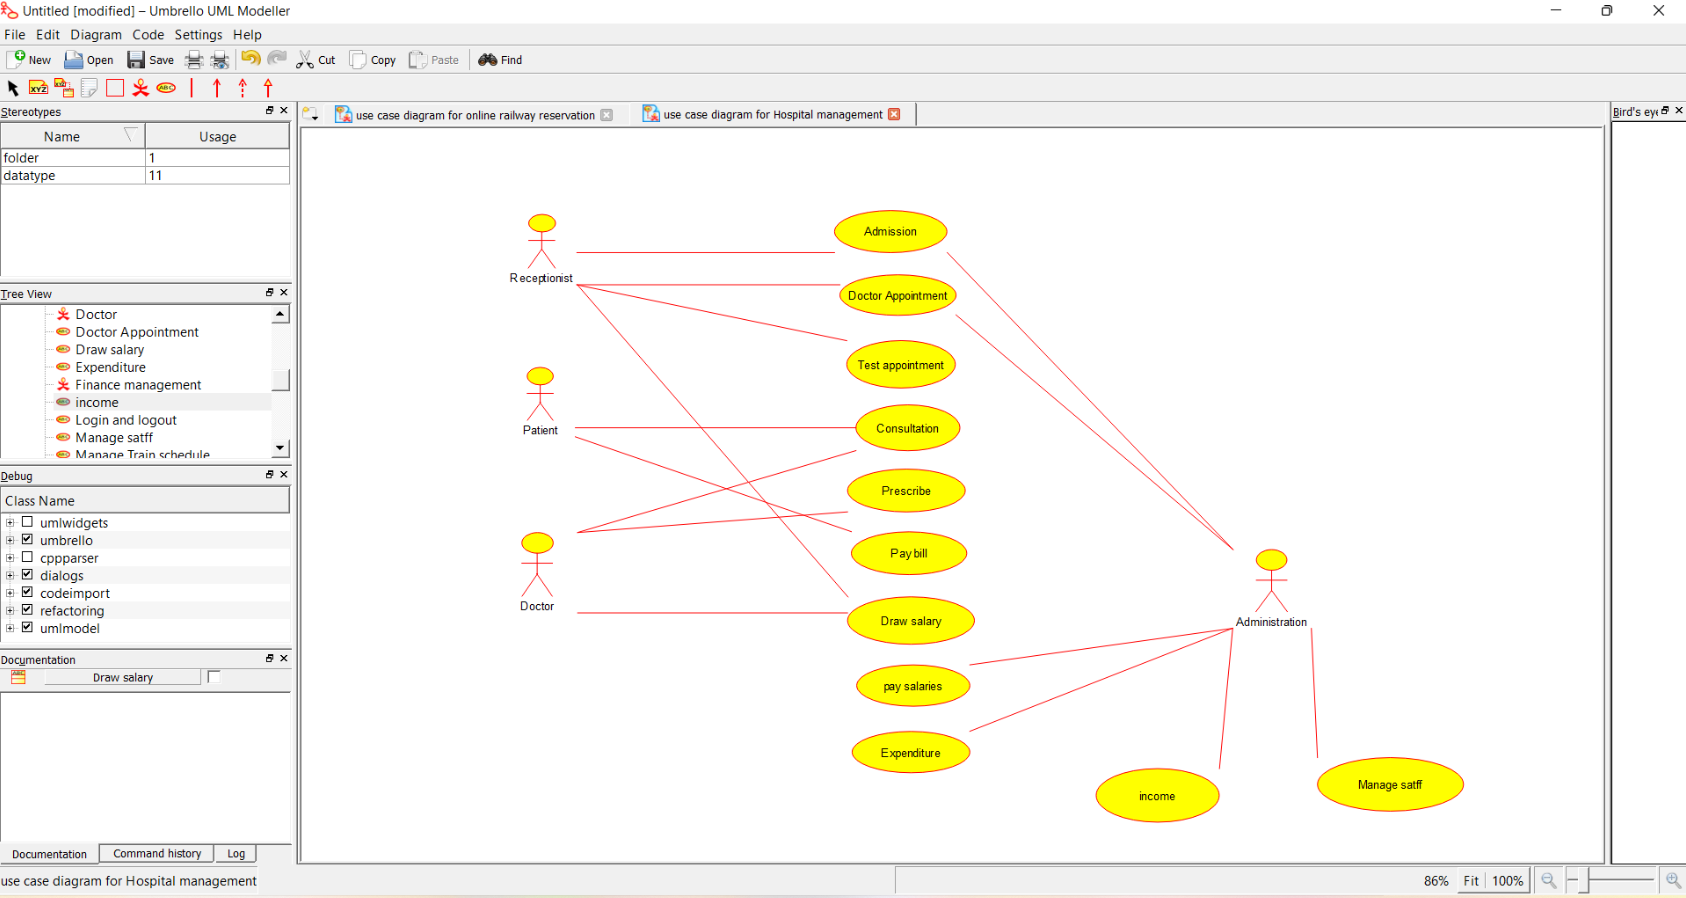 Untitled [modified] – Umbrello UML Modeller
File Edit Diagram Code Settings Help
New Open Save Cut Copy Paste Find
XYZ XYZ ABC
Stereotypes
Name Usage
folder 1
datatype 11
Tree View
Doctor
Doctor Appointment
Draw salary
Expenditure
Finance management
income
Login and logout
Manage satff
Manage Train schedule
Debug
Class Name
umlwidgets
umbrello
cppparser
dialogs
codeimport
refactoring
umlmodel
Documentation
Draw salary
Documentation Command history Log
use case diagram for Hospital management
use case diagram for online railway reservation
use case diagram for Hospital management
Receptionist
Patient
Doctor
Admission
Doctor Appointment
Test appointment
Consultation
Prescribe
Pay bill
Draw salary
pay salaries
Expenditure
Administration
income
Manage satff
Bird's eye
86% Fit 100%